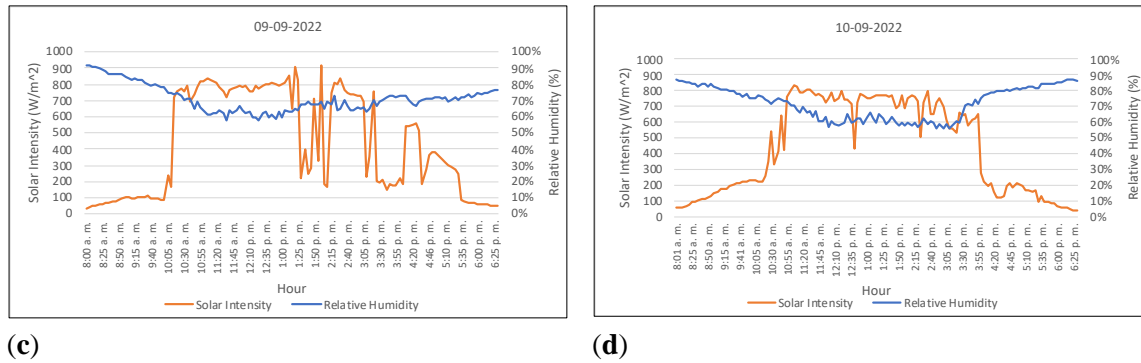 09-09-2022
Solar Intensity (W/m^2)
1000
900
800
700
600
500
400
300
200
100
0
100%
90%
80%
70%
60%
50%
40%
30%
20%
10%
0%
Relative Humidity (%)
8:00 a. m.
8:25 a. m.
8:50 a. m.
9:15 a. m.
9:40 a. m.
10:05 a. m.
10:30 a. m.
10:55 a. m.
11:20 a. m.
11:45 a. m.
12:10 p. m.
12:35 p. m.
1:00 p. m.
1:25 p. m.
1:50 p. m.
2:15 p. m.
2:40 p. m.
3:05 p. m.
3:30 p. m.
3:55 p. m.
4:20 p. m.
4:46 p. m.
5:10 p. m.
5:35 p. m.
6:00 p. m.
6:25 p. m.
Hour
Solar Intensity
Relative Humidity
(c)
10-09-2022
Solar Intensity (W/m^2)
1000
900
800
700
600
500
400
300
200
100
0
100%
90%
80%
70%
60%
50%
40%
30%
20%
10%
0%
Relative Humidity (%)
8:01 a. m.
8:25 a. m.
8:50 a. m.
9:15 a. m.
9:41 a. m.
10:05 a. m.
10:30 a. m.
10:55 a. m.
11:20 a. m.
11:45 a. m.
12:10 p. m.
12:35 p. m.
1:00 p. m.
1:25 p. m.
1:50 p. m.
2:15 p. m.
2:40 p. m.
3:05 p. m.
3:30 p. m.
3:55 p. m.
4:20 p. m.
4:45 p. m.
5:10 p. m.
5:35 p. m.
6:00 p. m.
6:25 p. m.
Hour
Solar Intensity
Relative Humidity
(d)